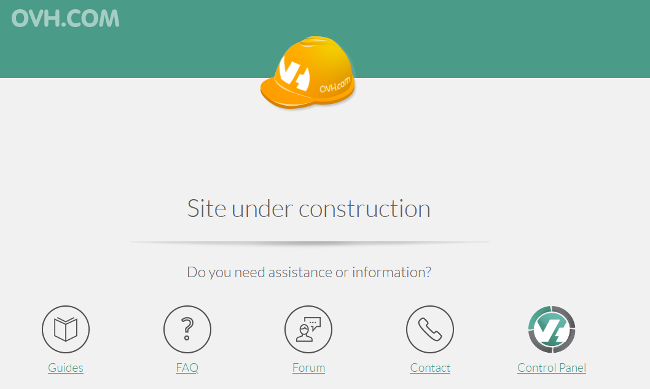 OVH.COM
OVH.com
Site under construction
Do you need assistance or information?
Guides
FAQ
Forum
Contact
Control Panel